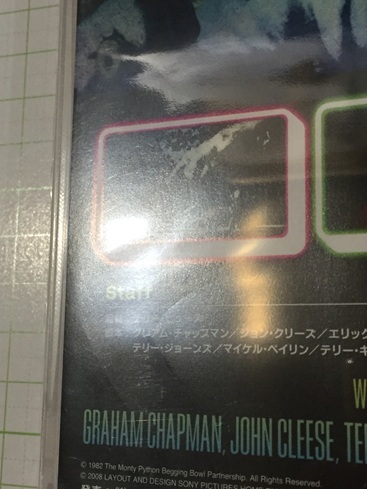 Staff
グレアム・チャップマン／ジョン・クリーズ／エリック
テリー・ジョーンズ／マイケル・ペイリン／テリー・ギ
W
GRAHAM CHAPMAN, JOHN CLEESE, TE
© 1982 The Monty Python Begging Bowl Partnership. All Rights Reserved.
© 2008 LAYOUT AND DESIGN SONY PICTURES HOME